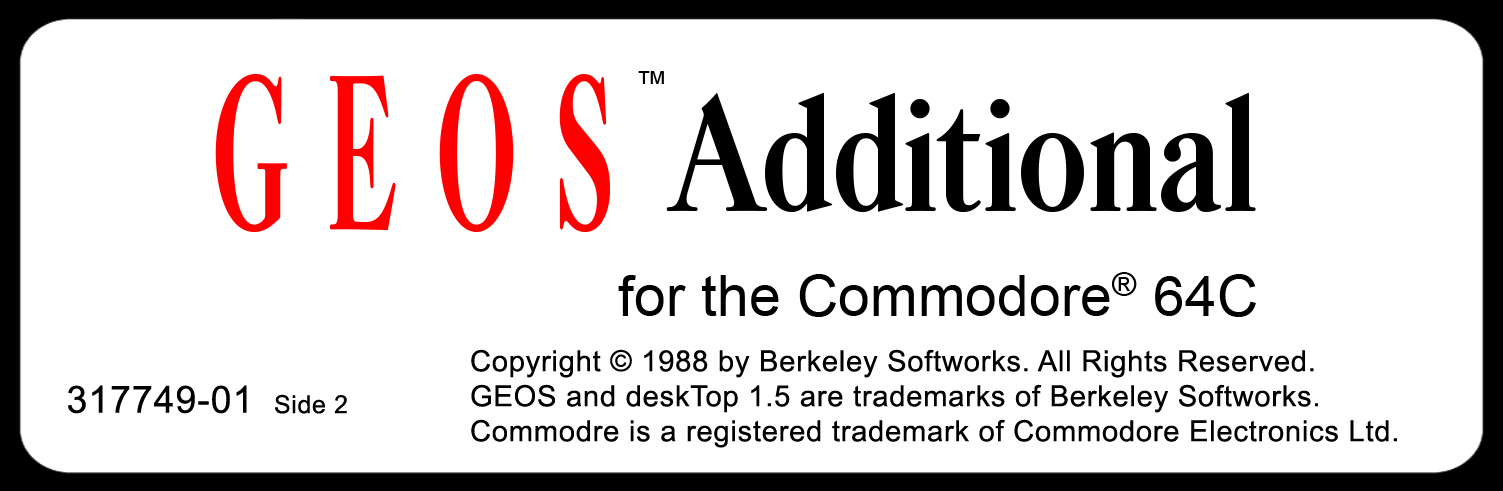 GEOS™ Additional
for the Commodore® 64C
Copyright © 1988 by Berkeley Softworks. All Rights Reserved.
317749-01 Side 2
GEOS and deskTop 1.5 are trademarks of Berkeley Softworks.
Commodre is a registered trademark of Commodore Electronics Ltd.